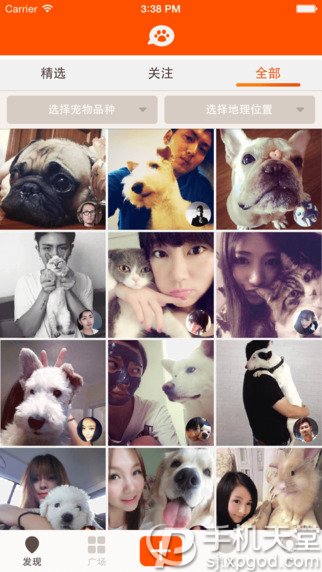 Carrier 3:38 PM
精选 关注 全部
选择宠物品种 选择地理位置
发现 广场
手机天堂
sjxpgood.com